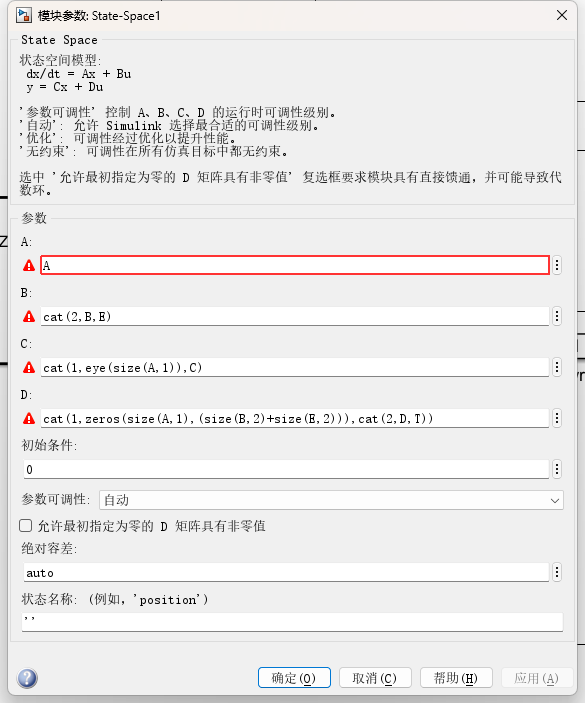 模块参数: State-Space1
State Space
状态空间模型:
dx/dt = Ax + Bu
y = Cx + Du
'参数可调性' 控制 A、B、C、D 的运行时可调性级别。
'自动': 允许 Simulink 选择最合适的可调性级别。
'优化': 可调性经过优化以提升性能。
'无约束': 可调性在所有仿真目标中都无约束。
选中 '允许最初指定为零的 D 矩阵具有非零值' 复选框要求模块具有直接馈通，并可能导致代
数环。
参数
A:
A
B:
cat(2,B,E)
C:
cat(1,eye(size(A,1)),C)
D:
cat(1,zeros(size(A,1),(size(B,2)+size(E,2))),cat(2,D,T))
初始条件:
0
参数可调性: 自动
允许最初指定为零的 D 矩阵具有非零值
绝对容差:
auto
状态名称: (例如，'position')
''
确定(O) 取消(C) 帮助(H) 应用(A)